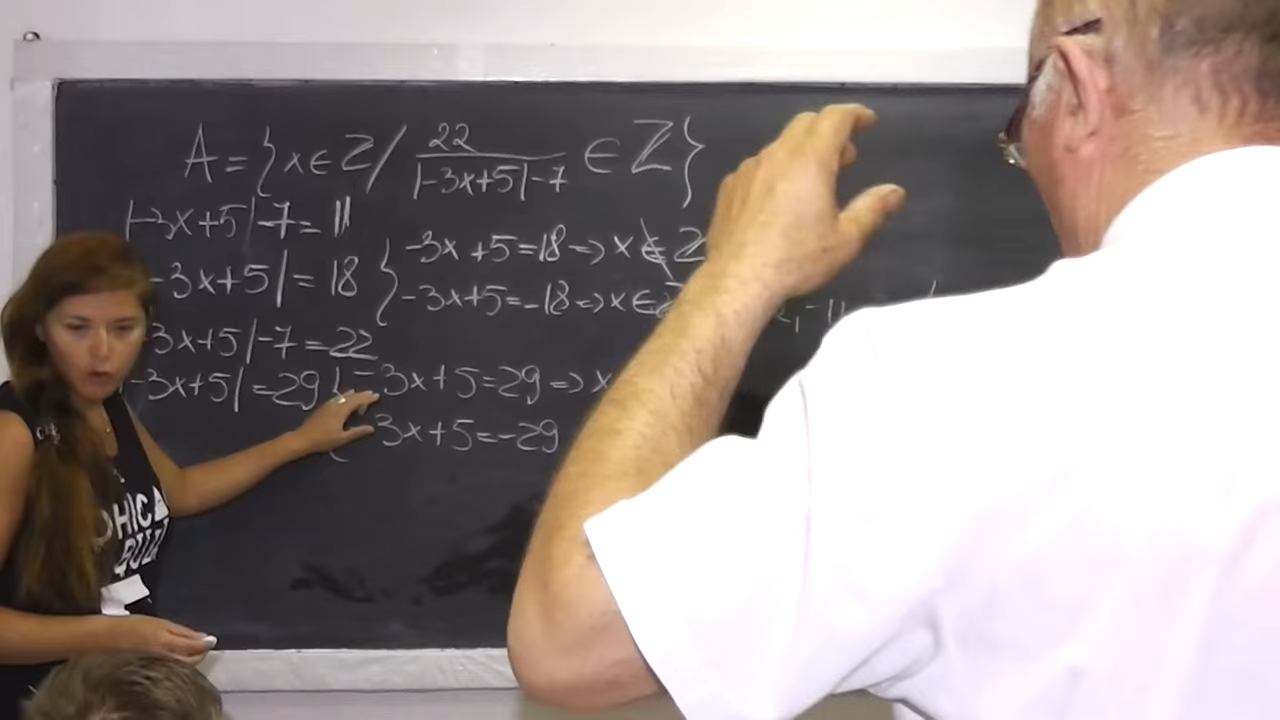 A = {x ∈ Z / 22 / |-3x+5|-7 ∈ Z}
|-3x+5|-7 = 11
-3x+5| = 18 { -3x+5=18 => x ∉ Z
-3x+5=-18 => x ∈ Z
3x+5|-7 = 22
-3x+5| = 29 { -3x+5=29 => x
-3x+5=-29